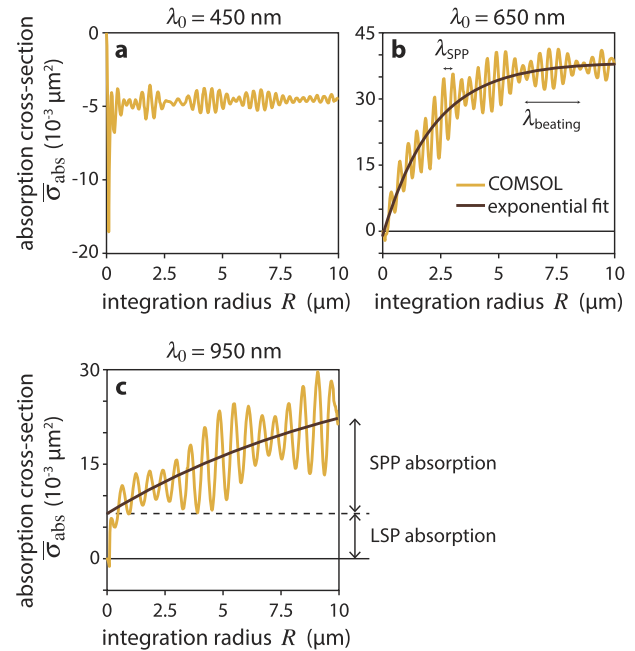 λ₀ = 450 nm
a
absorption cross-section
σ̅abs (10⁻³ μm²)
0
-5
-10
-20
0
2.5
5
7.5
10
integration radius R (μm)
λ₀ = 650 nm
b
λSPP
λbeating
COMSOL
exponential fit
45
30
15
0
0
2.5
5
7.5
10
integration radius R (μm)
λ₀ = 950 nm
c
absorption cross-section
σ̅abs (10⁻³ μm²)
30
15
0
0
2.5
5
7.5
10
integration radius R (μm)
SPP absorption
LSP absorption